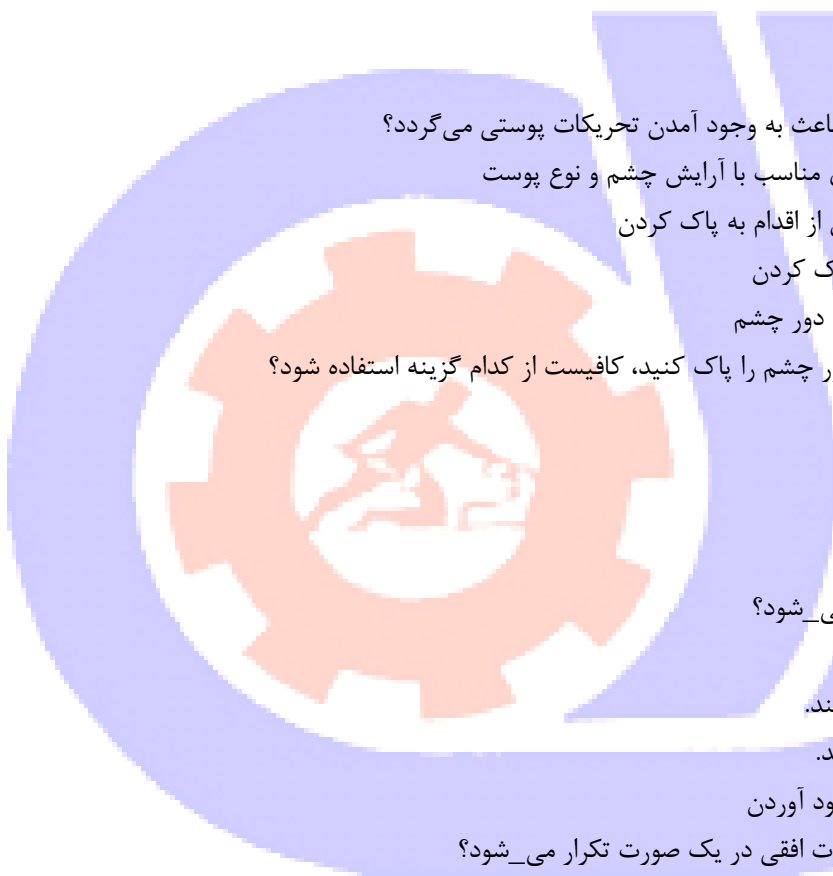 اعث به وجود آمدن تحریکات پوستی می‌گردد؟
مناسب با آرایش چشم و نوع پوست
از اقدام به پاک کردن
ک کردن
دور چشم
ر چشم را پاک کنید، کافیست از کدام گزینه استفاده شود؟
ی_شود؟
ند.
د.
ود آوردن
ت افقی در یک صورت تکرار می_شود؟